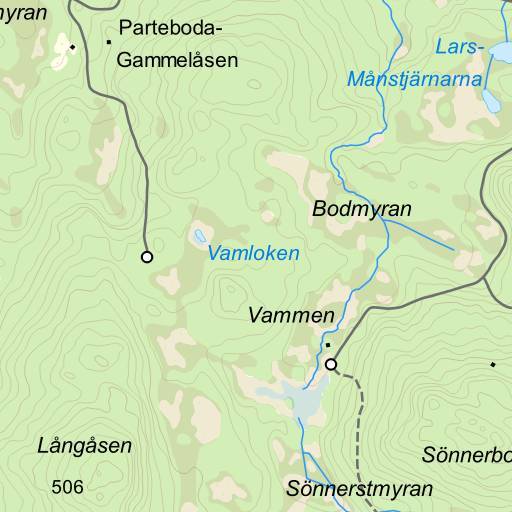 myran
Parteboda-
Gammelåsen
Lars-
Månstjärnarna
Bodmyran
Vamloken
Vammen
Långåsen
506
Sönnerbo
Sönnerstmyran